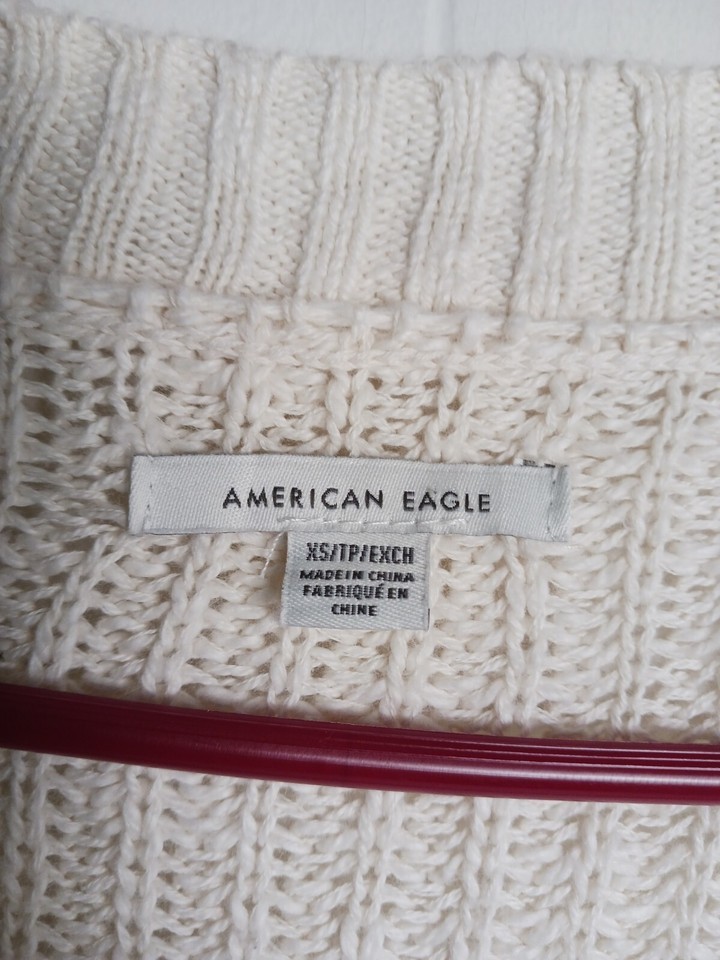 AMERICAN EAGLE
XS/TP/EXCH
MADE IN CHINA
FABRIQUÉ EN
CHINE